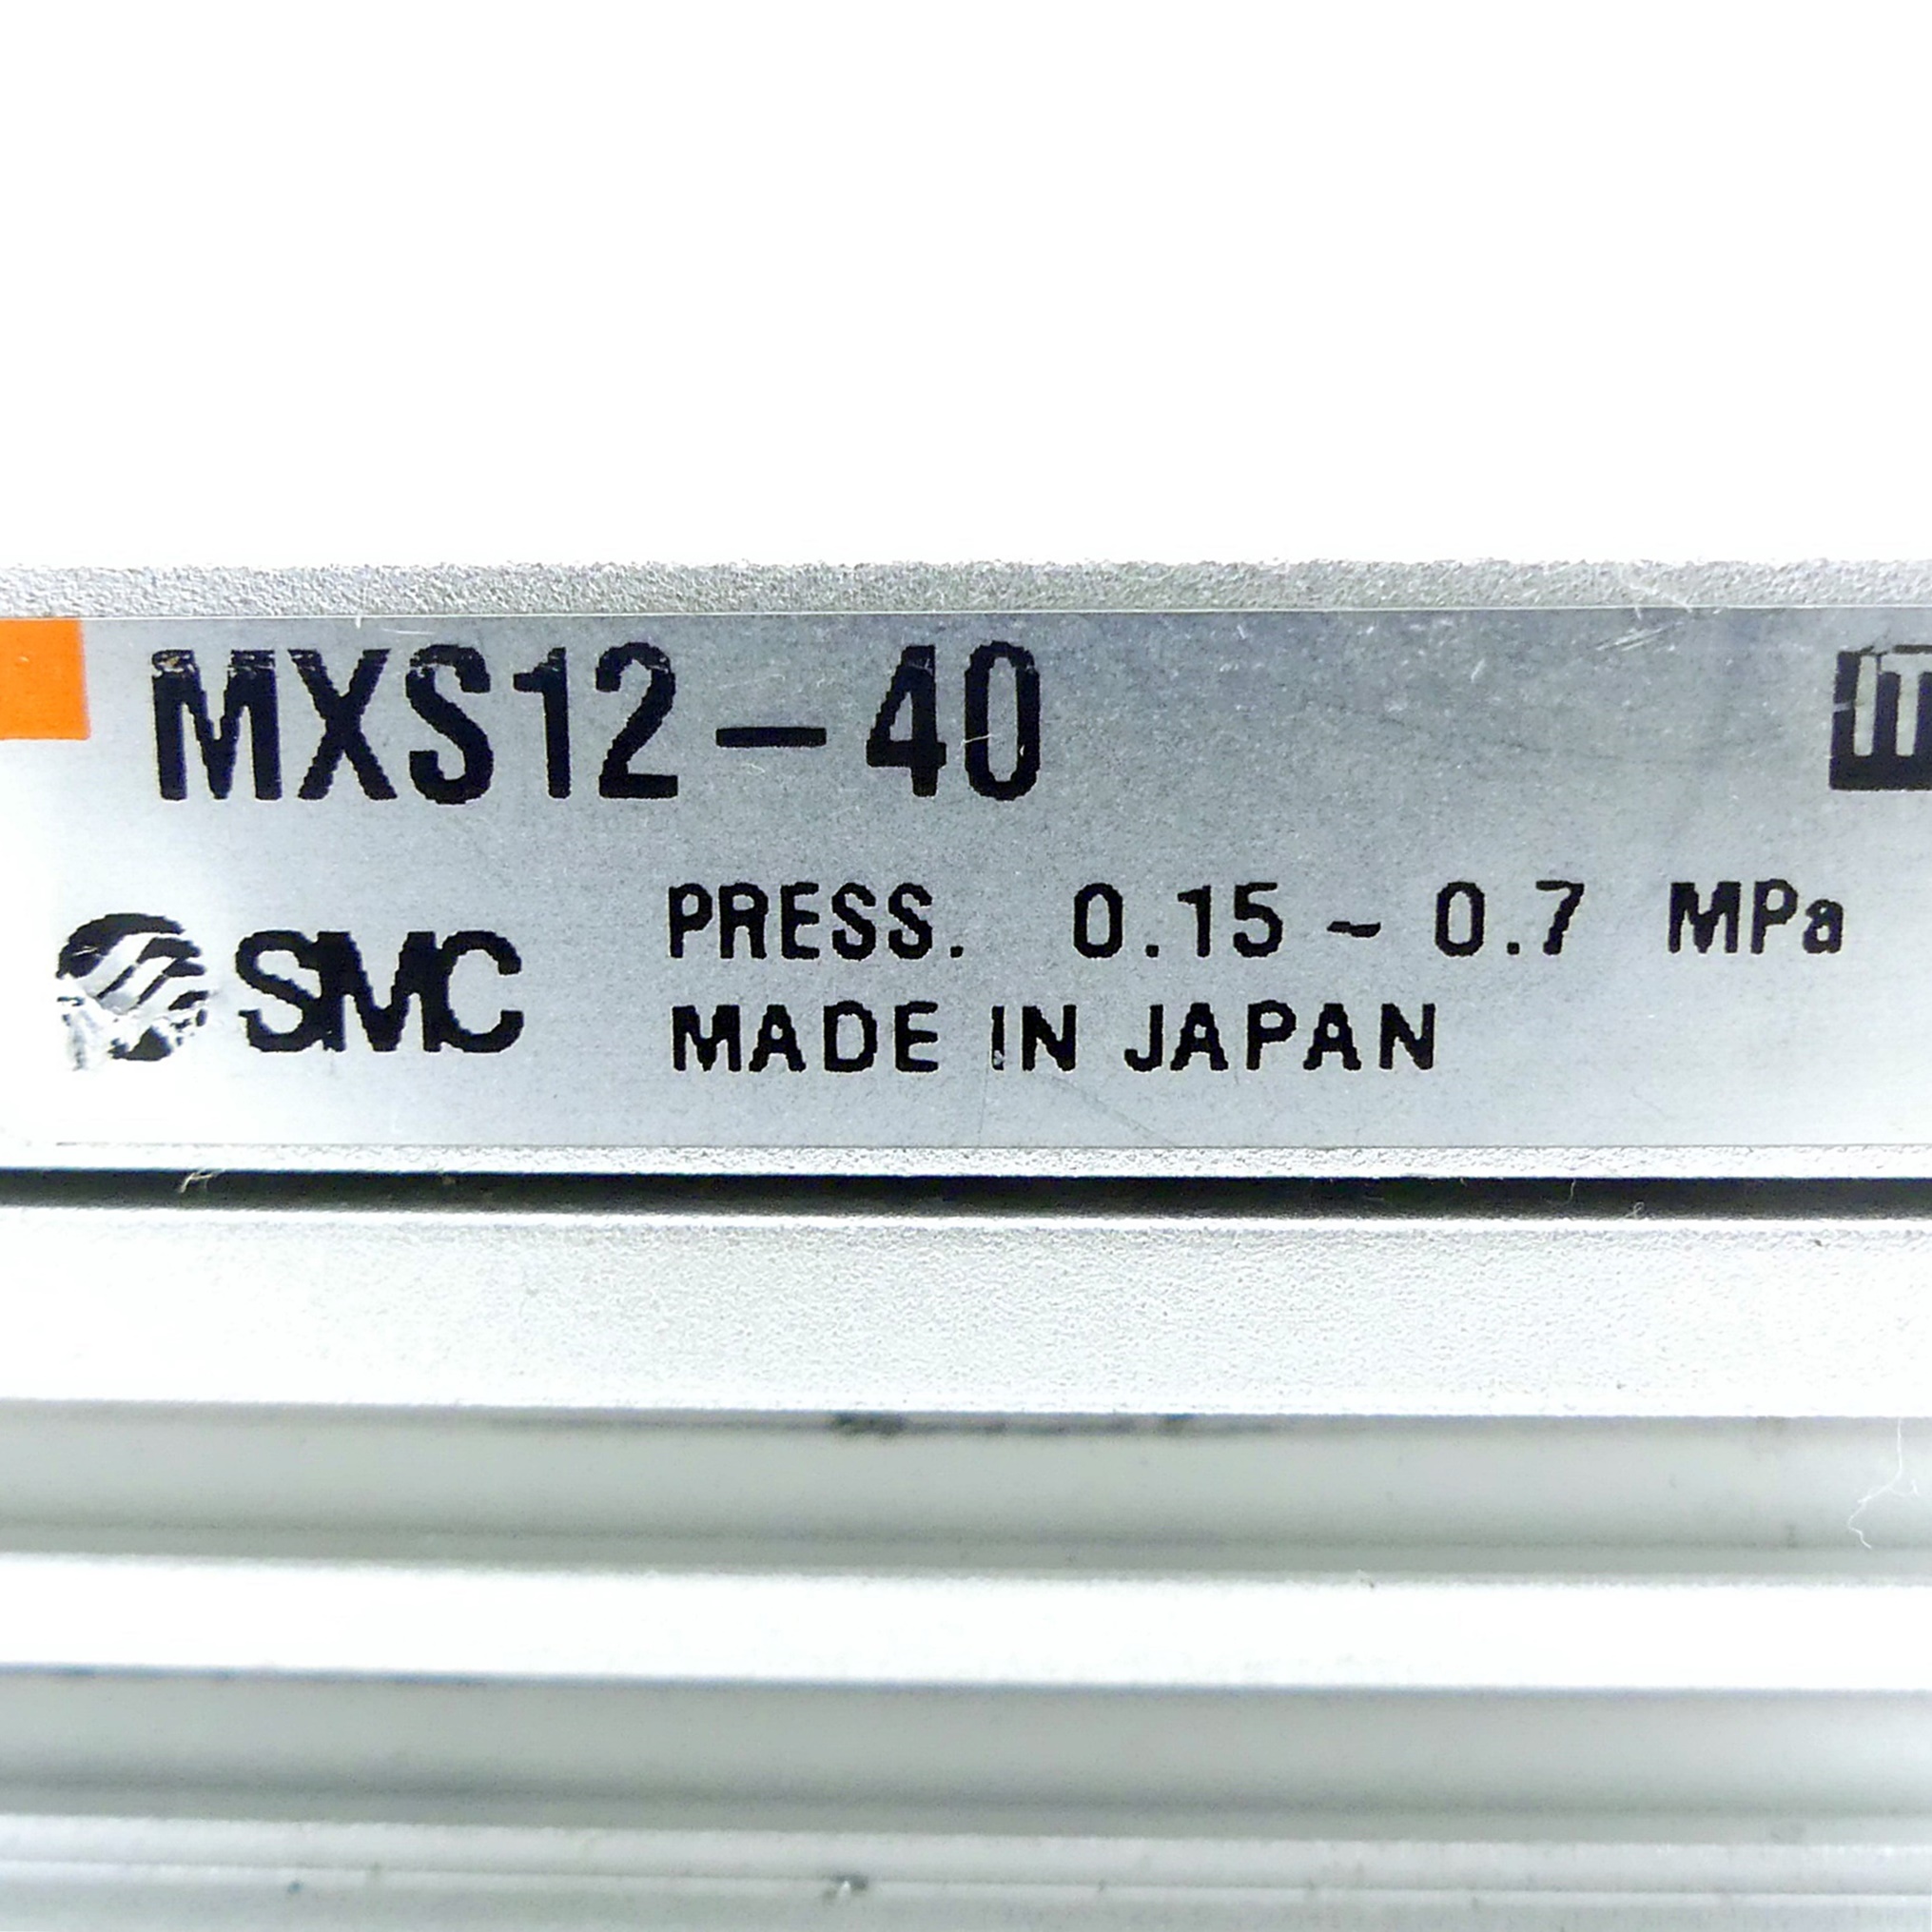 MXS12-40
SMC
PRESS. 0.15~0.7 MPa
MADE IN JAPAN